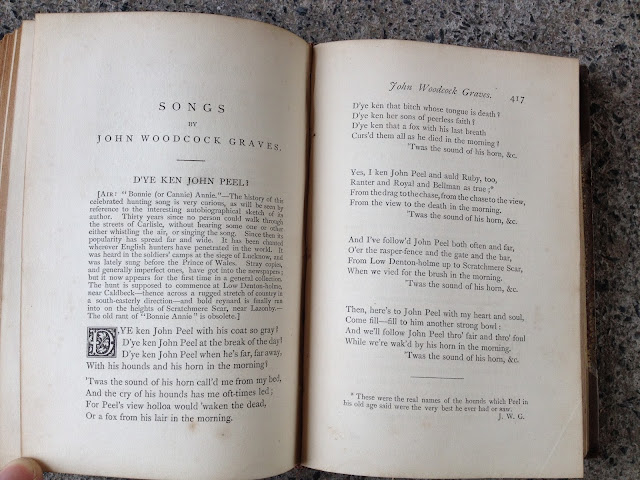 SONGS
BY
JOHN WOODCOCK GRAVES.
D'YE KEN JOHN PEEL?
[AIR: "Bonnie (or Cannie) Annie."—The history of this
celebrated hunting song is very curious, as will be seen by
reference to the interesting autobiographical sketch of its
author. Thirty years since no person could walk through
the streets of Carlisle, without hearing some one or other
either whistling the air, or singing the song. Since then its
popularity has spread far and wide. It has been chanted
wherever English hunters have penetrated in the world. It
was heard in the soldiers' camps at the siege of Lucknow, and
was lately sung before the Prince of Wales. Stray copies,
and generally imperfect ones, have got into the newspapers;
but it now appears for the first time in a general collection.
The hunt is supposed to commence at Low Denton-holme,
near Caldbeck—thence across a rugged stretch of country in
a south-easterly direction—and bold reynard is finally run
into on the heights of Scratchmere Scar, near Lazonby.—
The old rant of "Bonnie Annie" is obsolete.]
D'YE ken John Peel with his coat so gray?
D'ye ken John Peel at the break of the day?
D'ye ken John Peel when he's far, far away,
With his hounds and his horn in the morning?
'Twas the sound of his horn call'd me from my bed,
And the cry of his hounds has me oft-times led;
For Peel's view holloa would 'waken the dead,
Or a fox from his lair in the morning.
John Woodcock Graves. 417
D'ye ken that bitch whose tongue is death?
D'ye ken her sons of peerless faith?
D'ye ken that a fox with his last breath
Curs'd them all as he died in the morning?
'Twas the sound of his horn, &c.
Yes, I ken John Peel and auld Ruby, too,
Ranter and Royal and Bellman as true;*
From the drag to the chase, from the chase to the view,
From the view to the death in the morning.
'Twas the sound of his horn, &c.
And I've follow'd John Peel both often and far,
O'er the rasper-fence and the gate and the bar,
From Low Denton-holme up to Scratchmere Scar,
When we vied for the brush in the morning.
'Twas the sound of his horn, &c.
Then, here's to John Peel with my heart and soul,
Come fill—fill to him another strong bowl:
And we'll follow John Peel thro' fair and thro' foul
While we're wak'd by his horn in the morning.
'Twas the sound of his horn, &c.
* These were the real names of the hounds which Peel in
his old age said were the very best he ever had or saw.
J. W. G.